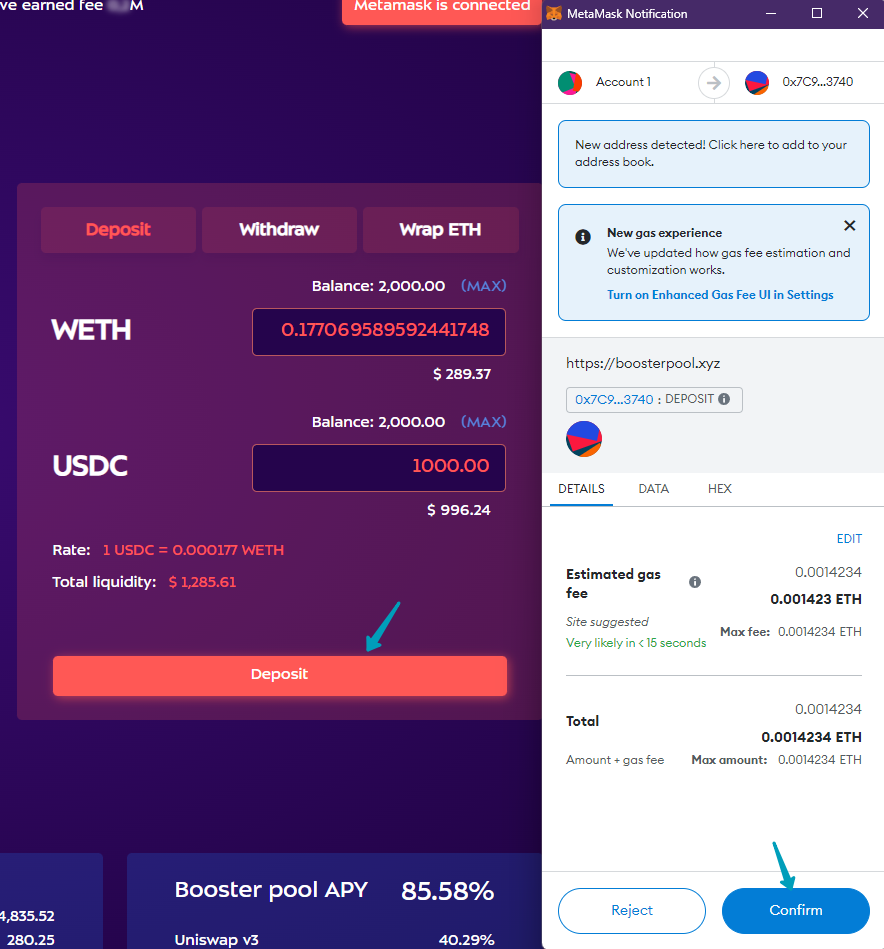 ve earned fee M
Metamask is connected
Deposit
Withdraw
Wrap ETH
Balance: 2,000.00 (MAX)
WETH
0.177069589592441748
$ 289.37
Balance: 2,000.00 (MAX)
USDC
1000.00
$ 996.24
Rate: 1 USDC = 0.000177 WETH
Total liquidity: $ 1,285.61
Deposit
4,835.52
280.25
Booster pool APY 85.58%
Uniswap v3 40.29%
MetaMask Notification
Account 1
0x7C9...3740
New address detected! Click here to add to your
address book.
New gas experience
We've updated how gas fee estimation and
customization works.
Turn on Enhanced Gas Fee UI in Settings
https://boosterpool.xyz
0x7C9...3740 : DEPOSIT
DETAILS
DATA
HEX
EDIT
Estimated gas
fee
0.0014234
0.001423 ETH
Site suggested
Very likely in < 15 seconds
Max fee: 0.0014234 ETH
0.0014234
Total
0.0014234 ETH
Amount + gas fee
Max amount: 0.0014234 ETH
Reject
Confirm